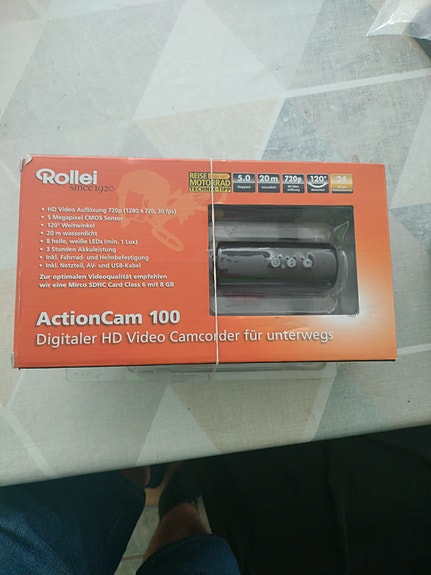 Rollei
since 1920
REISE
MOTORRAD
TECHNIK-TIPP
5.0
20 m
720p
120°
• HD Video Auflösung 720p (1280 x 720, 30 fps)
• 5 Megapixel CMOS Sensor
• 120° Weitwinkel
• 20 m wasserdicht
• 8 helle, weiße LEDs (min. 1 Lux)
• 3 Stunden Akkuleistung
• Inkl. Fahrrad- und Helmbefestigung
• Inkl. Netzteil, AV- und USB-Kabel
Zur optimalen Videoqualität empfehlen
wir eine Mirco SDHC Card Class 6 mit 8 GB
ActionCam 100
Digitaler HD Video Camcorder für unterwegs